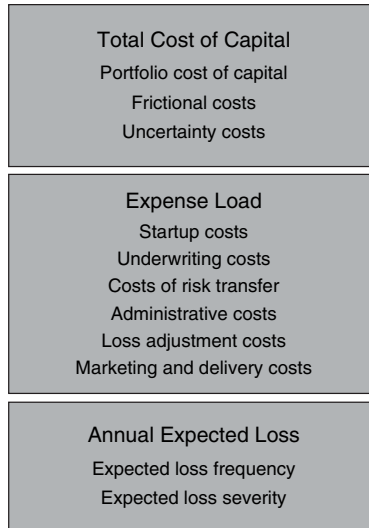 Total Cost of Capital
Portfolio cost of capital
Frictional costs
Uncertainty costs
Expense Load
Startup costs
Underwriting costs
Costs of risk transfer
Administrative costs
Loss adjustment costs
Marketing and delivery costs
Annual Expected Loss
Expected loss frequency
Expected loss severity